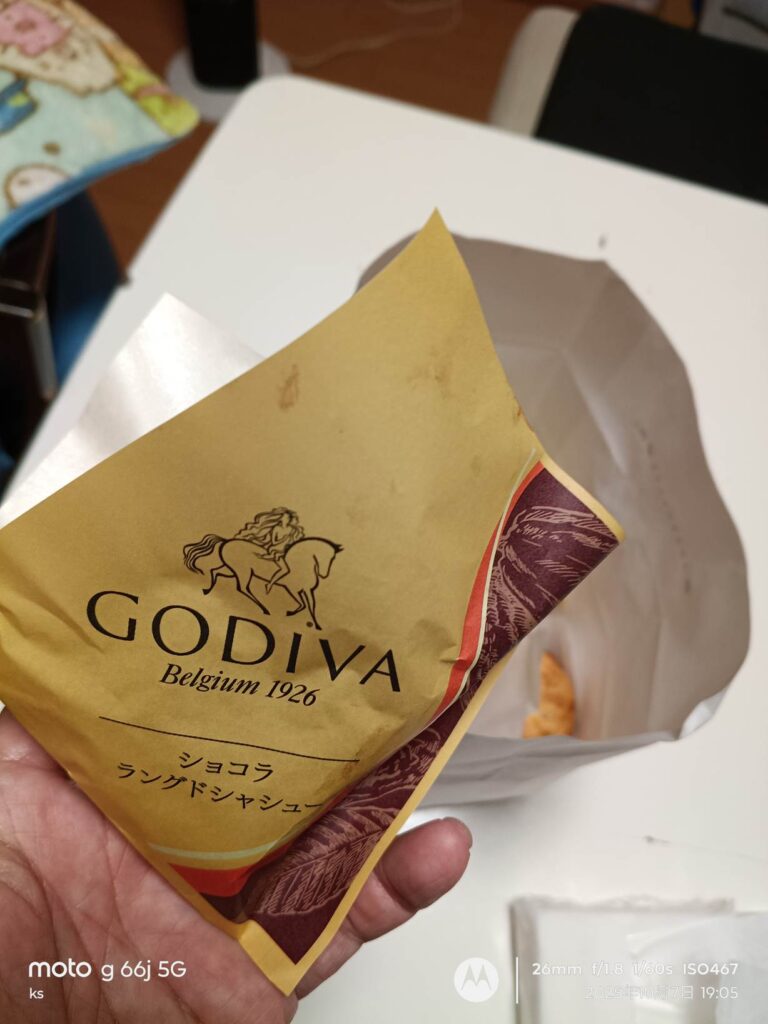 GODIVA
Belgium 1926
ショコラ
ラングドシャシュー
moto g 66j 5G
ks
26mm f/1.8 1/60s ISO467
19:05